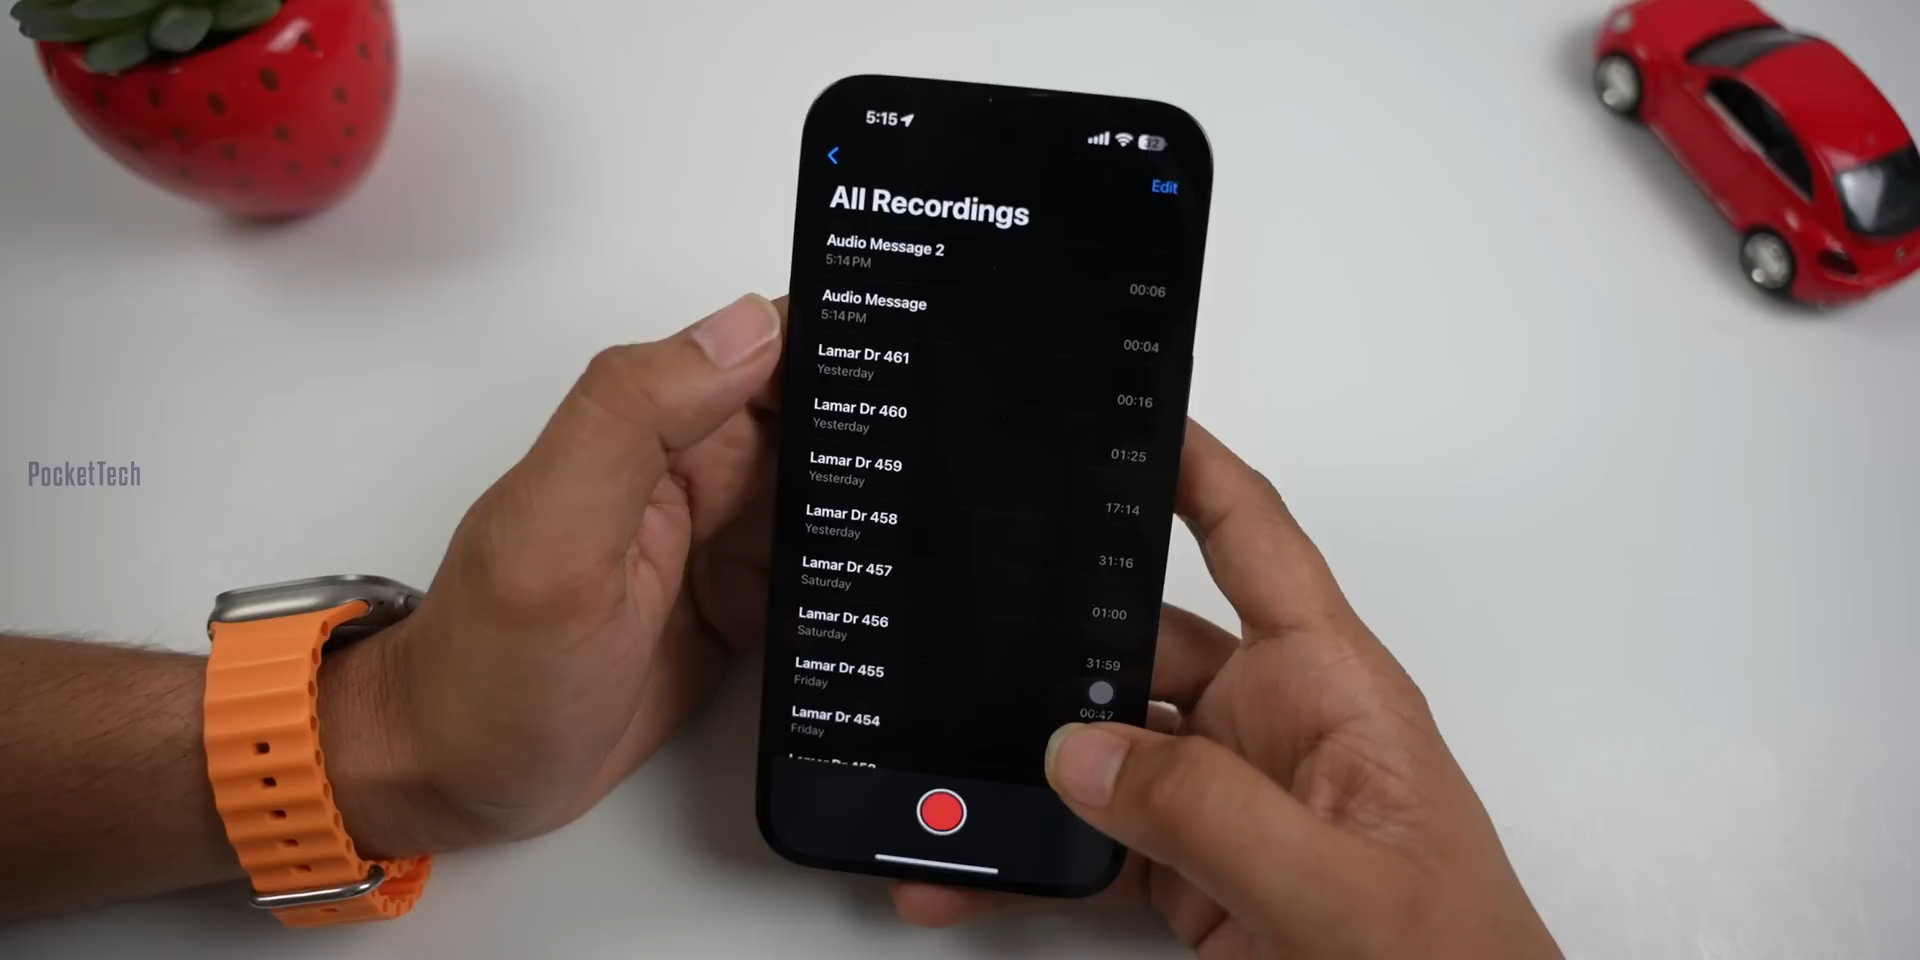 5:15
32
Edit
All Recordings
Audio Message 2
5:14 PM
00:06
Audio Message
5:14 PM
00:04
Lamar Dr 461
Yesterday
00:16
Lamar Dr 460
Yesterday
01:25
Lamar Dr 459
Yesterday
17:14
Lamar Dr 458
Yesterday
31:16
Lamar Dr 457
Saturday
01:00
Lamar Dr 456
Saturday
31:59
Lamar Dr 455
Friday
00:47
Lamar Dr 454
Friday
PocketTech